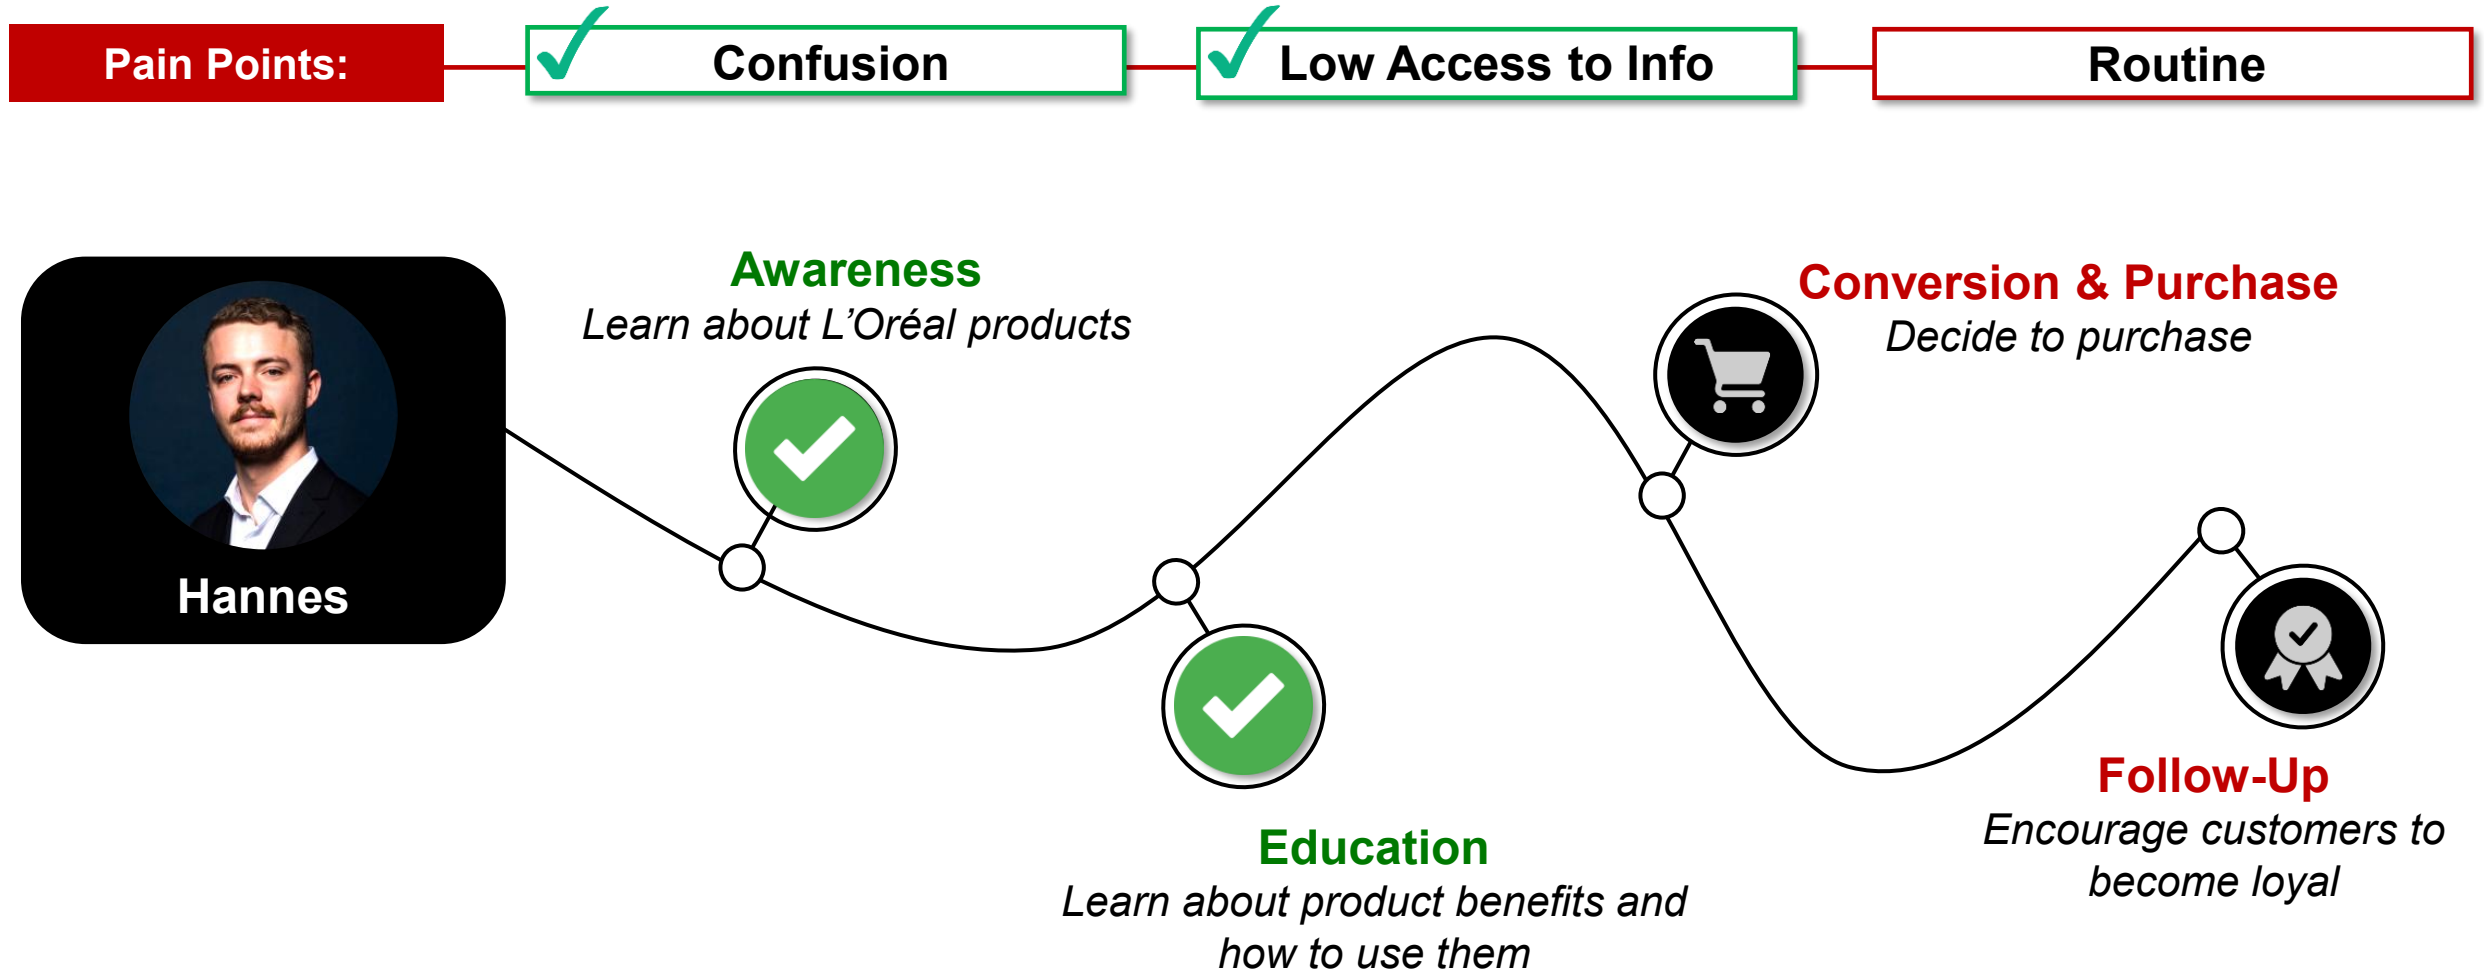 Pain Points:
Confusion
Low Access to Info
Routine
Hannes
Awareness
Learn about L’Oréal products
Education
Learn about product benefits and
how to use them
Conversion & Purchase
Decide to purchase
Follow-Up
Encourage customers to
become loyal